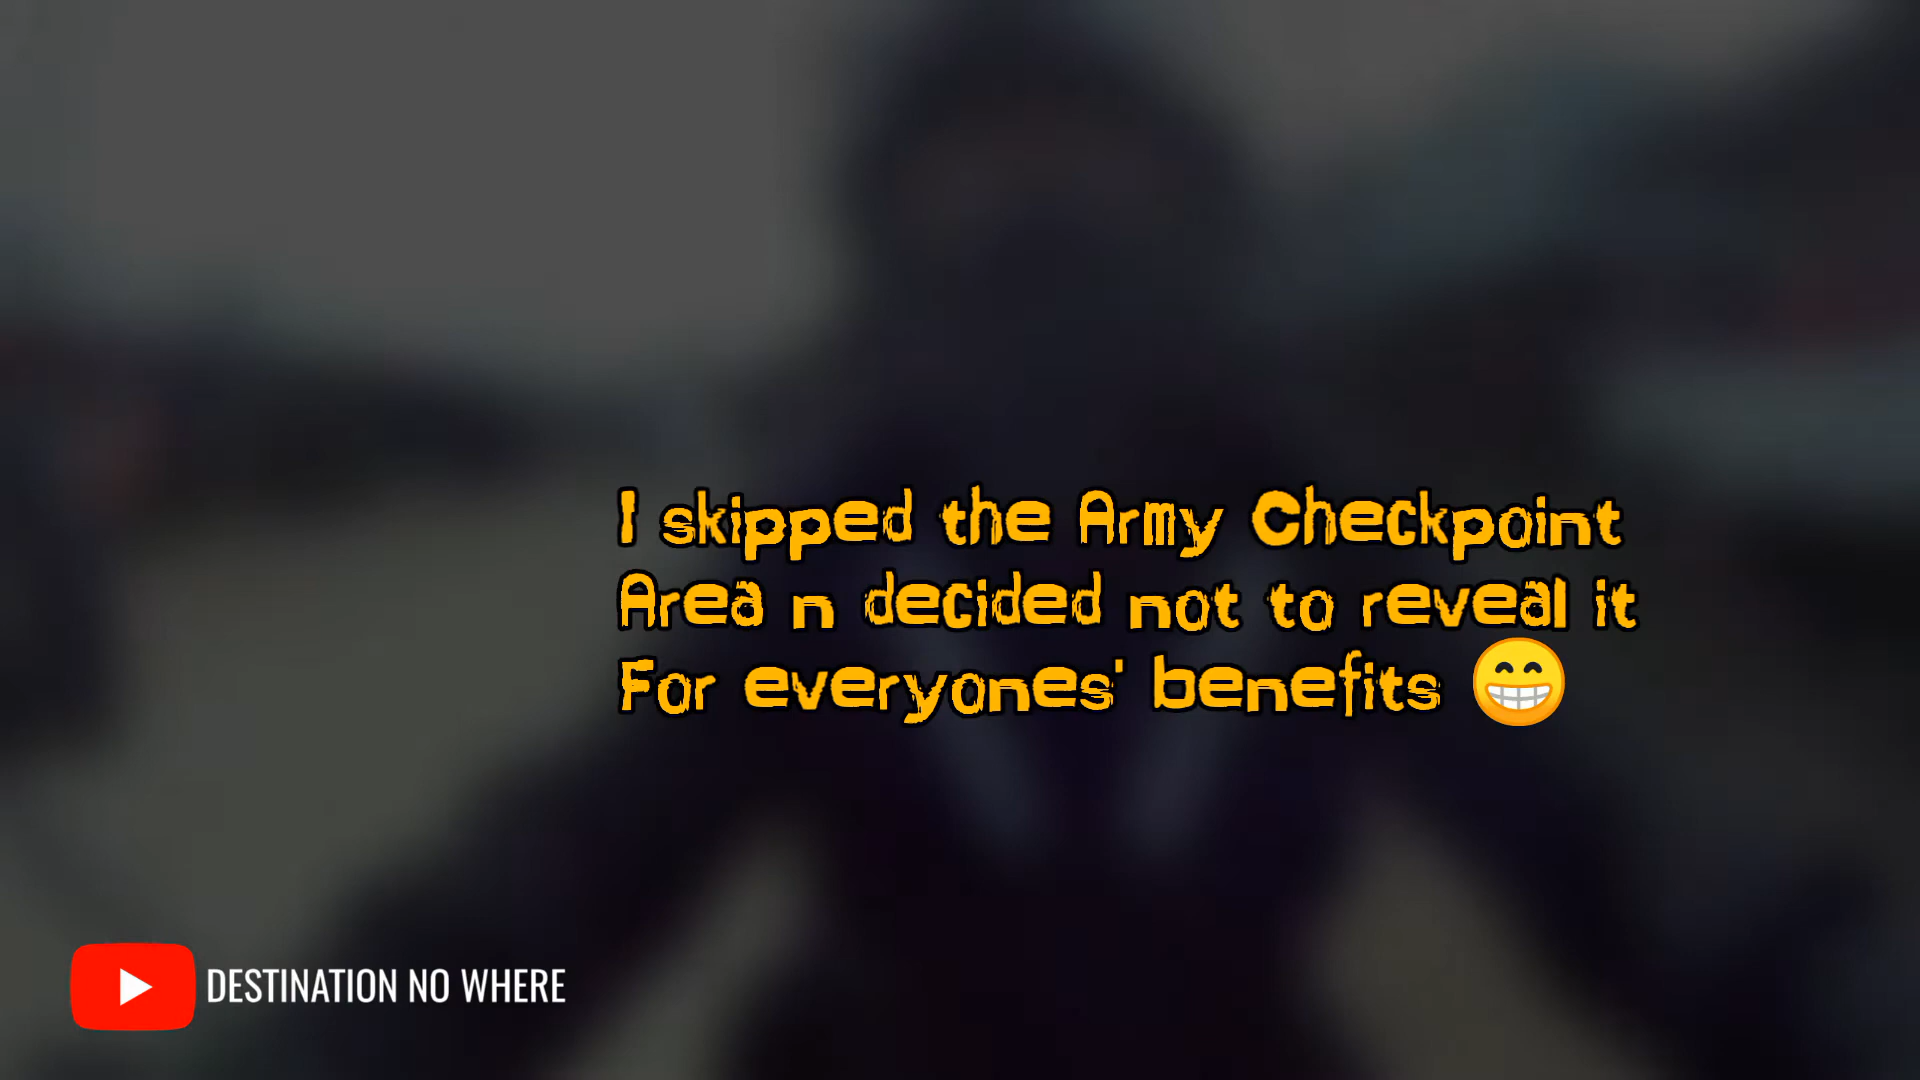 I skipped the Army Checkpoint
Area n decided not to reveal it
For everyones' benefits 😁
DESTINATION NO WHERE